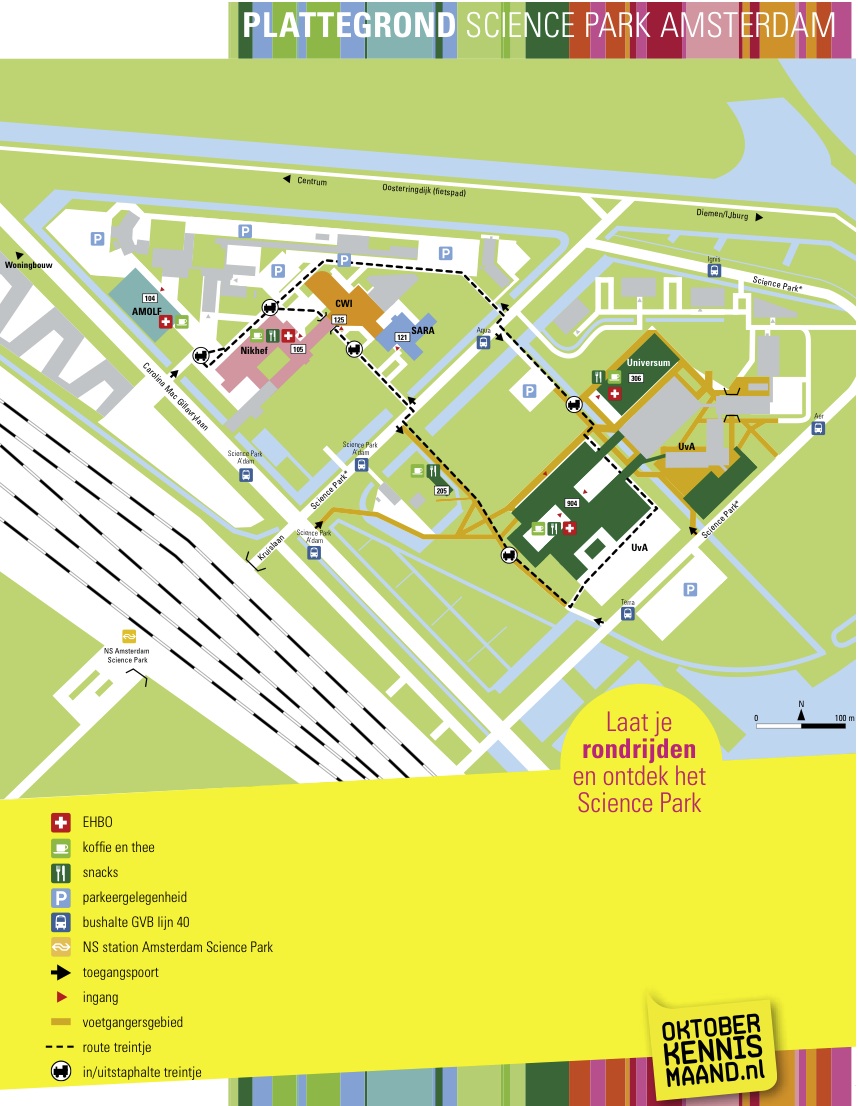 PLATTEGROND SCIENCE PARK AMSTERDAM
Centrum
Oosterringdijk (fietspad)
Diemen/IJburg
Woningbouw
Ignis
Science Park*
P
P
P
P
P
104
AMOLF
CWI
125
SARA
121
Nikhef
105
Aqua
Universum
306
P
Carolina Mac Gillavrylaan
Aer
UvA
Science Park
A'dam
Science Park
A'dam
Science Park*
205
904
Science Park*
Science Park
A'dam
Kruislaan
UvA
P
Terra
NS Amsterdam
Science Park
N
0 100 m
Laat je
rondrijden
en ontdek het
Science Park
EHBO
koffie en thee
snacks
P parkeergelegenheid
bushalte GVB lijn 40
NS station Amsterdam Science Park
toegangspoort
ingang
voetgangersgebied
route treintje
in/uitstaphalte treintje
OKTOBER
KENNIS
MAAND.nl